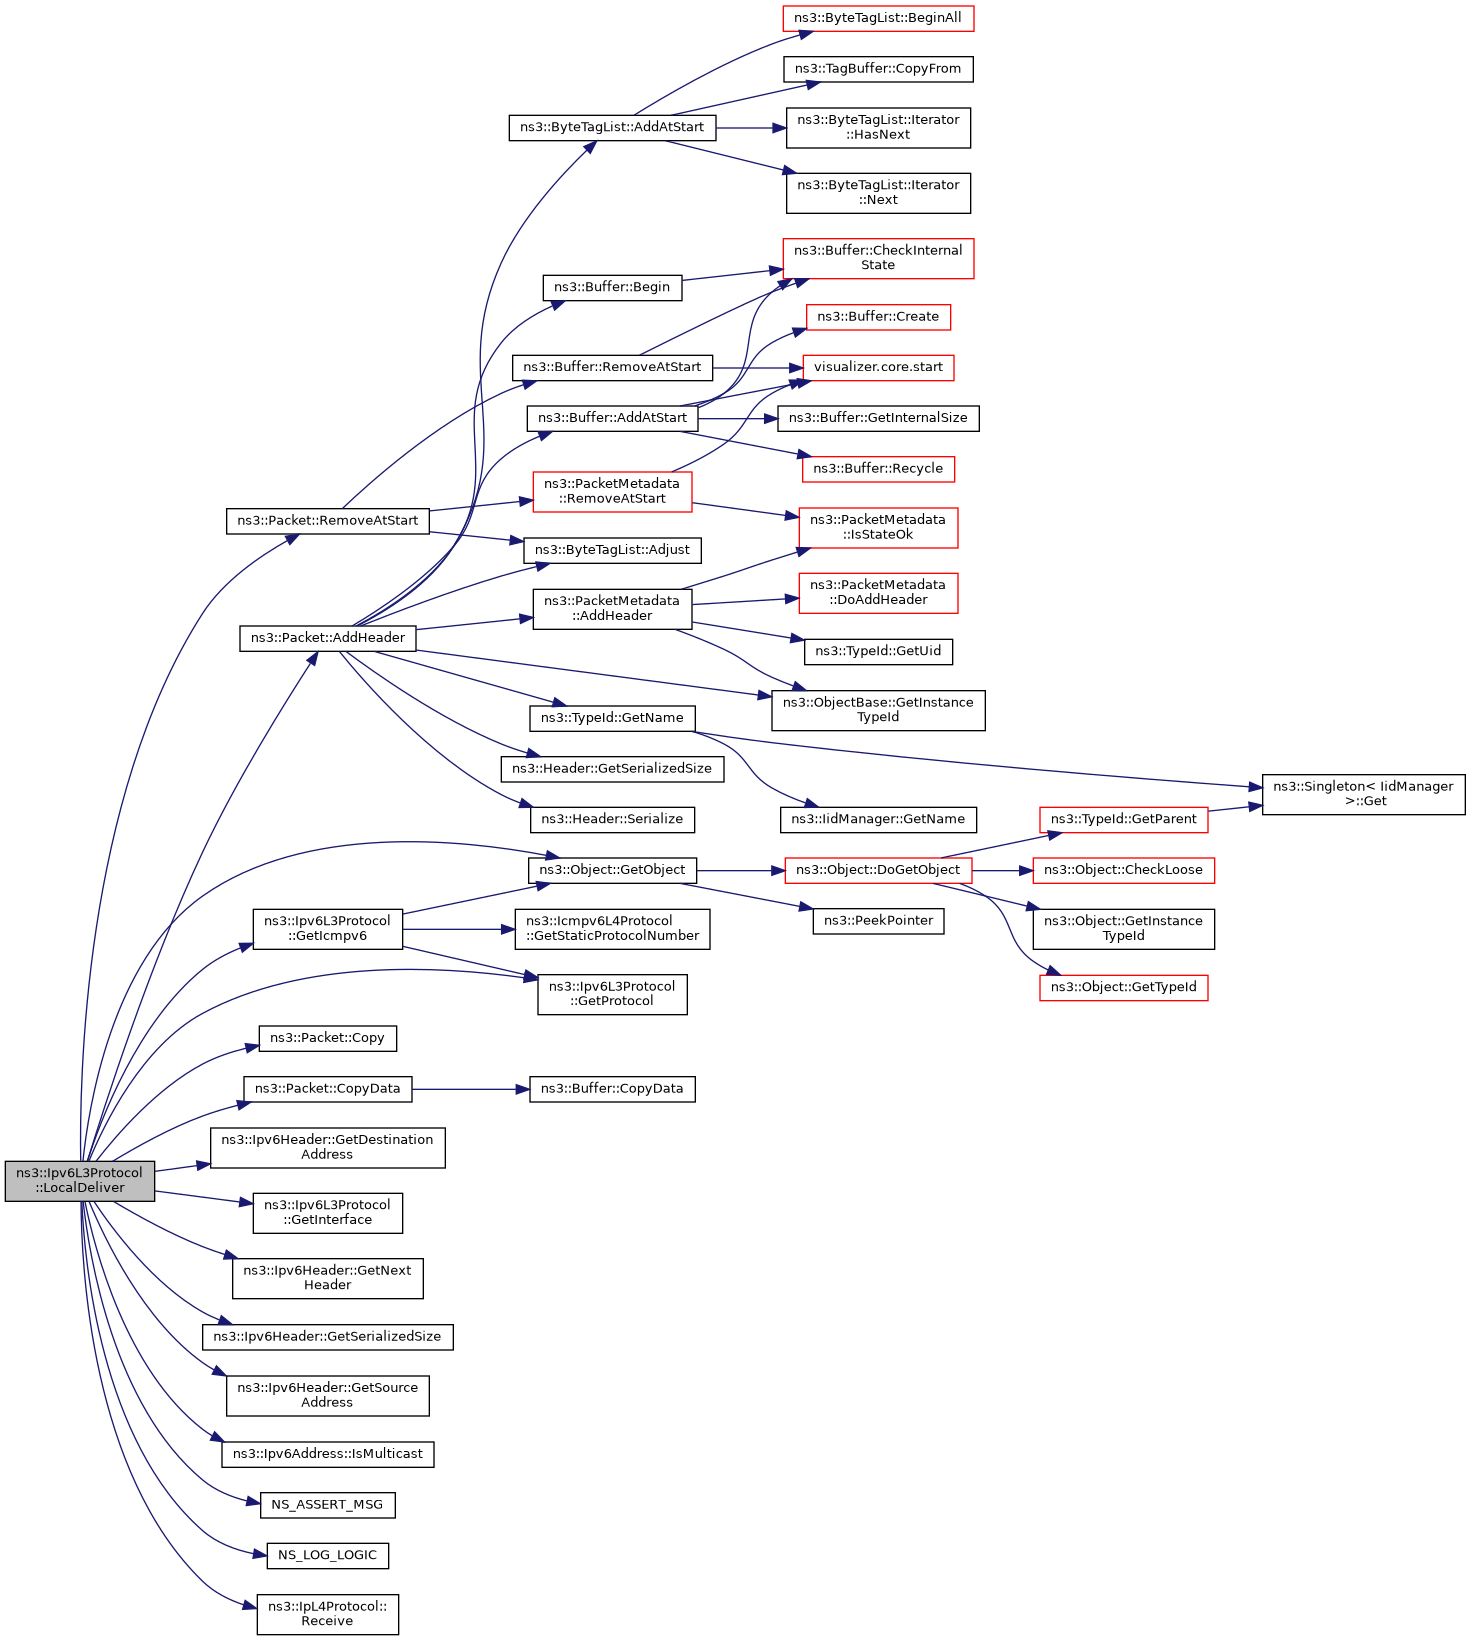 ns3::ByteTagList::BeginAll
ns3::TagBuffer::CopyFrom
ns3::ByteTagList::AddAtStart
ns3::ByteTagList::Iterator
::HasNext
ns3::ByteTagList::Iterator
::Next
ns3::Buffer::CheckInternal
State
ns3::Buffer::Begin
ns3::Buffer::Create
ns3::Buffer::RemoveAtStart
visualizer.core.start
ns3::Buffer::AddAtStart
ns3::Buffer::GetInternalSize
ns3::Buffer::Recycle
ns3::PacketMetadata
::RemoveAtStart
ns3::Packet::RemoveAtStart
ns3::PacketMetadata
::IsStateOk
ns3::ByteTagList::Adjust
ns3::PacketMetadata
::DoAddHeader
ns3::PacketMetadata
::AddHeader
ns3::Packet::AddHeader
ns3::TypeId::GetUid
ns3::ObjectBase::GetInstance
TypeId
ns3::TypeId::GetName
ns3::Header::GetSerializedSize
ns3::Singleton< IidManager
>::Get
ns3::Header::Serialize
ns3::IidManager::GetName
ns3::TypeId::GetParent
ns3::Object::GetObject
ns3::Object::DoGetObject
ns3::Object::CheckLoose
ns3::Ipv6L3Protocol
::GetIcmpv6
ns3::Icmpv6L4Protocol
::GetStaticProtocolNumber
ns3::PeekPointer
ns3::Object::GetInstance
TypeId
ns3::Ipv6L3Protocol
::GetProtocol
ns3::Object::GetTypeId
ns3::Packet::Copy
ns3::Packet::CopyData
ns3::Buffer::CopyData
ns3::Ipv6Header::GetDestination
Address
ns3::Ipv6L3Protocol
::LocalDeliver
ns3::Ipv6L3Protocol
::GetInterface
ns3::Ipv6Header::GetNext
Header
ns3::Ipv6Header::GetSerializedSize
ns3::Ipv6Header::GetSource
Address
ns3::Ipv6Address::IsMulticast
NS_ASSERT_MSG
NS_LOG_LOGIC
ns3::IpL4Protocol::
Receive